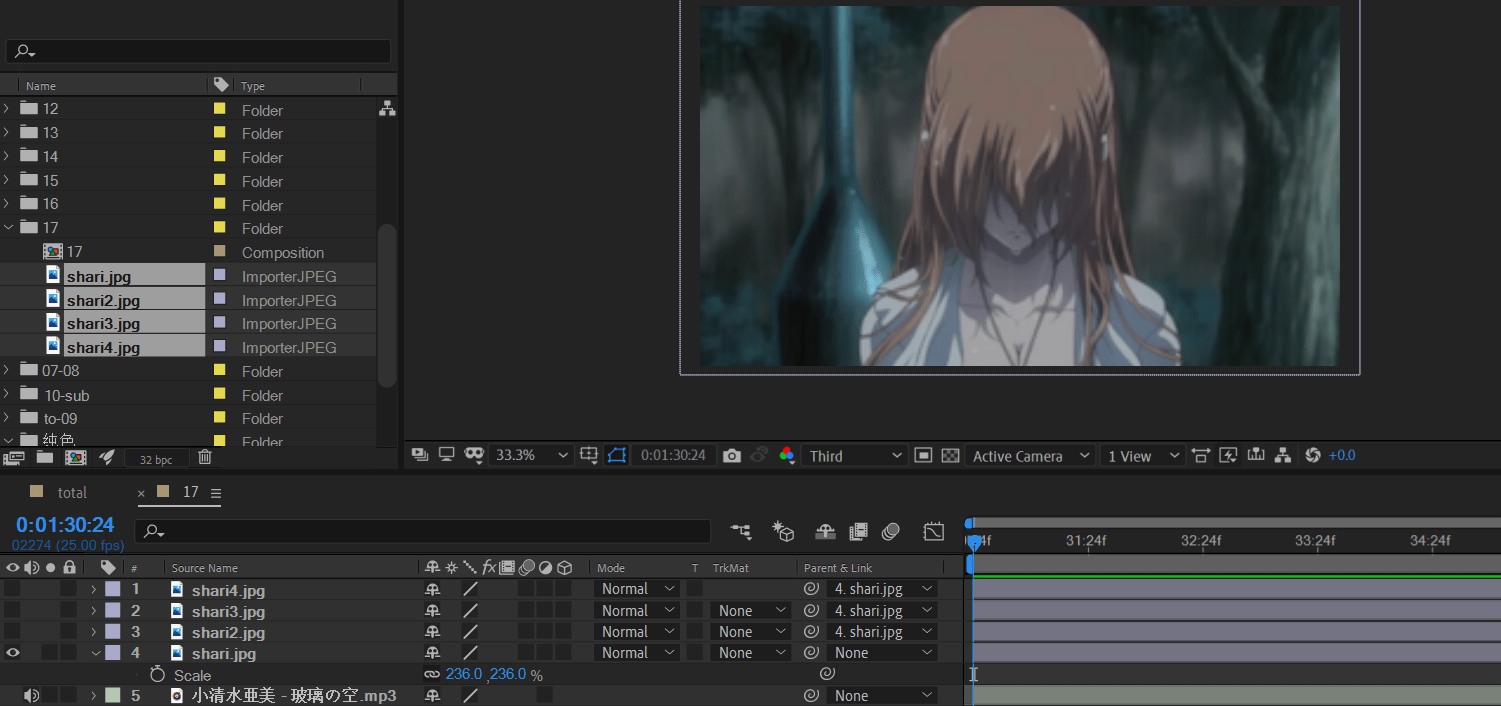 Name Type
12 Folder
13 Folder
14 Folder
15 Folder
16 Folder
17 Folder
17 Composition
shari.jpg ImporterJPEG
shari2.jpg ImporterJPEG
shari3.jpg ImporterJPEG
shari4.jpg ImporterJPEG
07-08 Folder
10-sub Folder
to-09 Folder
纯色 Folder
32 bpc
33.3% 0:01:30:24 Third Active Camera 1 View +0.0
total × 17
0:01:30:24
02274 (25.00 fps)
31:24f 32:24f 33:24f 34:24f
# Source Name fx Mode T TrkMat Parent & Link
1 shari4.jpg Normal 4. shari.jpg
2 shari3.jpg Normal None 4. shari.jpg
3 shari2.jpg Normal None 4. shari.jpg
4 shari.jpg Normal None None
Scale 236.0,236.0 %
5 小清水亜美 - 玻璃の空.mp3 None